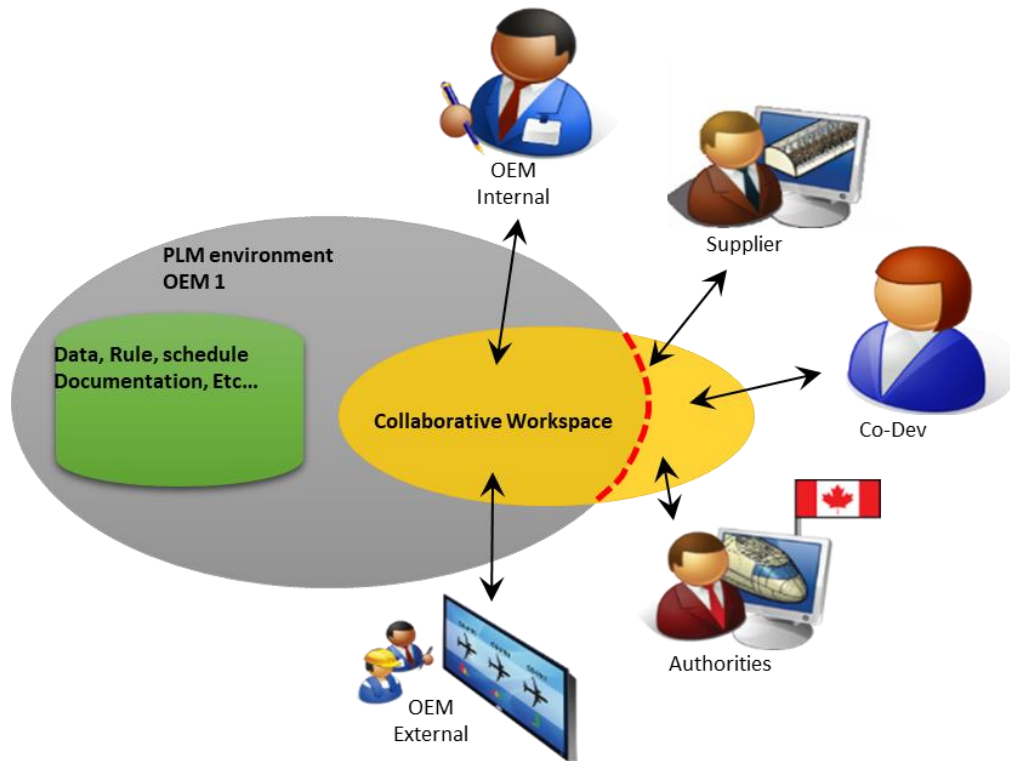 OEM
Internal
Supplier
PLM environment
OEM 1
Data, Rule, schedule
Documentation, Etc...
Collaborative Workspace
Co-Dev
Authorities
OEM
External